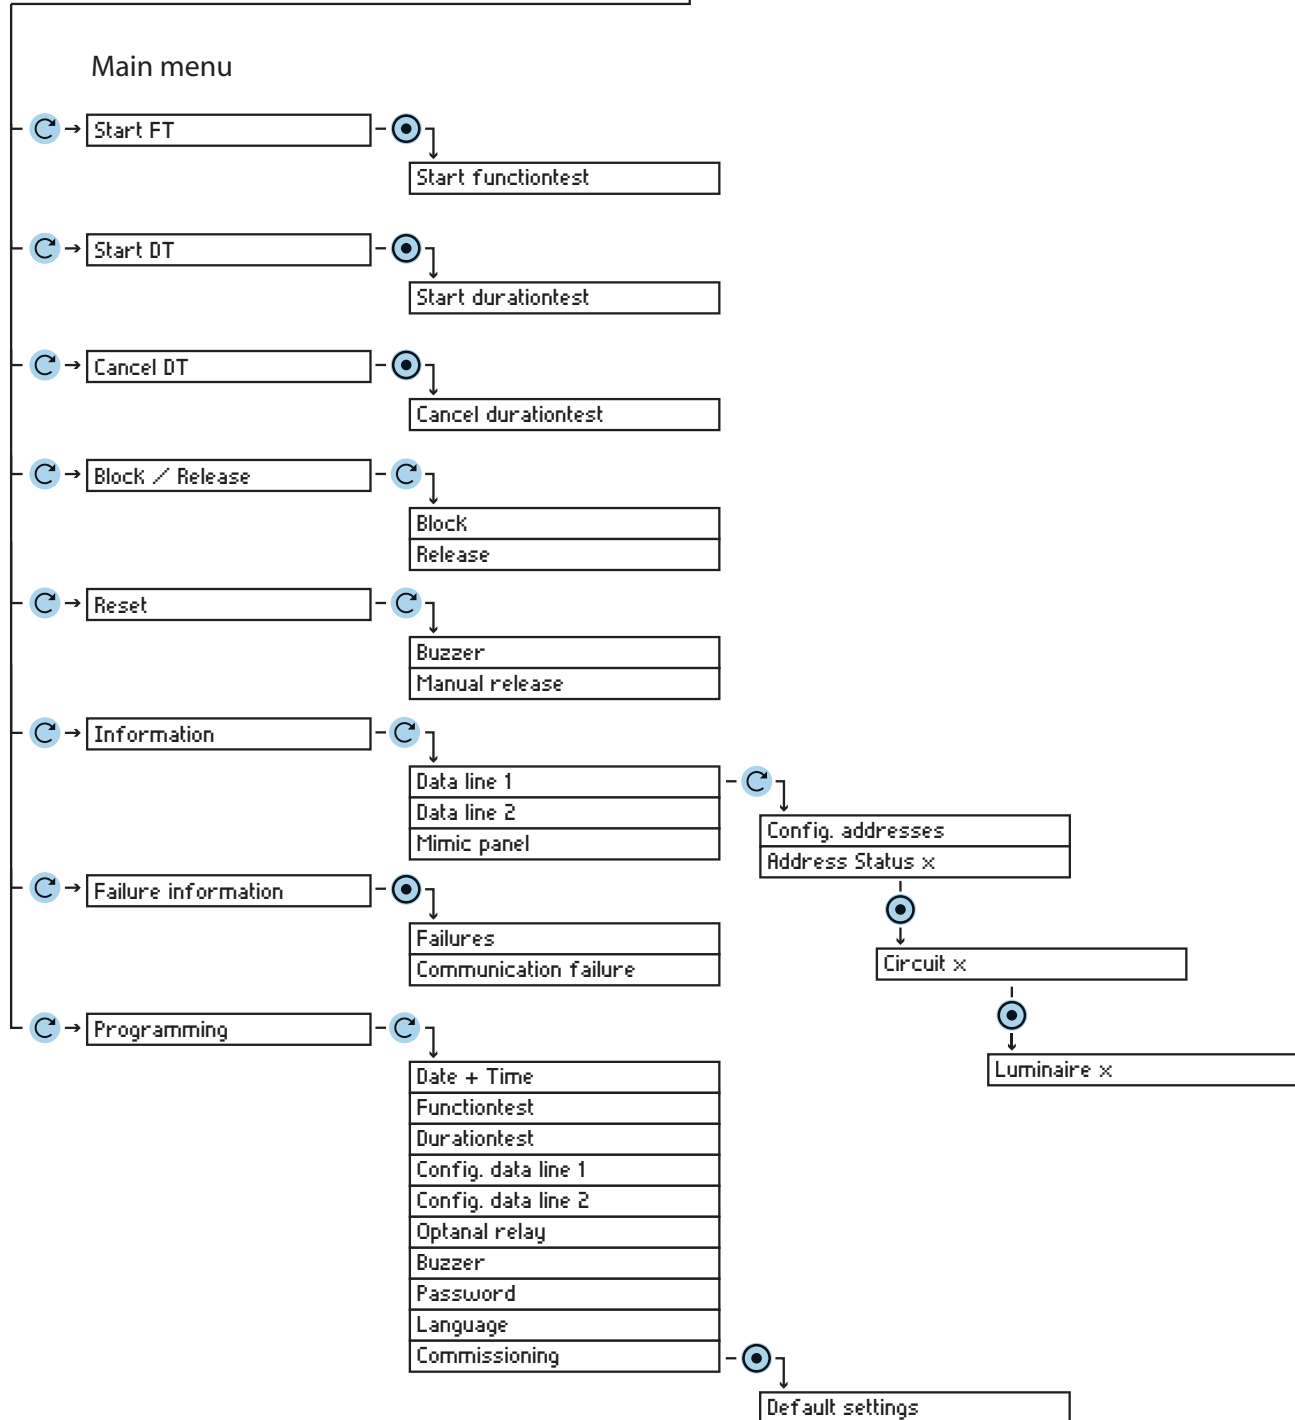 Main menu
Start FT
Start functiontest
Start DT
Start durationtest
Cancel DT
Cancel durationtest
Block / Release
Block
Release
Reset
Buzzer
Manual release
Information
Data line 1
Data line 2
Mimic panel
Config. addresses
Address Status x
Failure information
Failures
Communication failure
Circuit x
Programming
Luminaire x
Date + Time
Functiontest
Durationtest
Config. data line 1
Config. data line 2
Optanal relay
Buzzer
Password
Language
Commissioning
Default settings